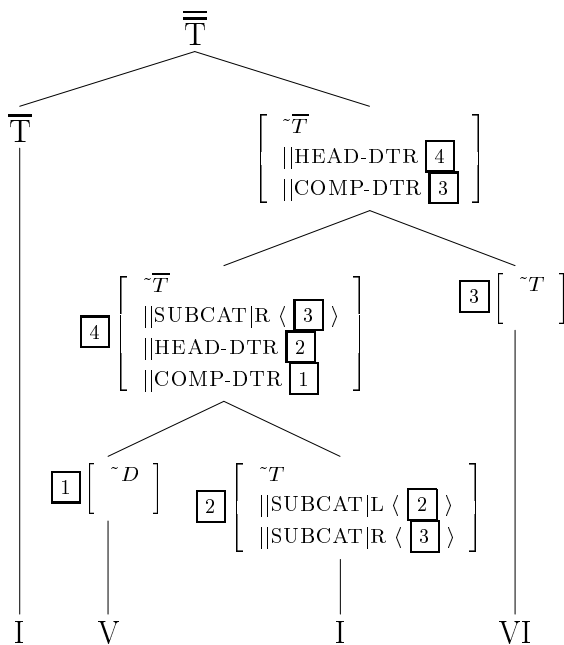 T̿
T̅
˜T̅
||HEAD-DTR 4
||COMP-DTR 3
4
˜T̅
||SUBCAT|R ⟨ 3 ⟩
||HEAD-DTR 2
||COMP-DTR 1
3 ˜T
1 ˜D
2
˜T
||SUBCAT|L ⟨ 2 ⟩
||SUBCAT|R ⟨ 3 ⟩
I V I VI